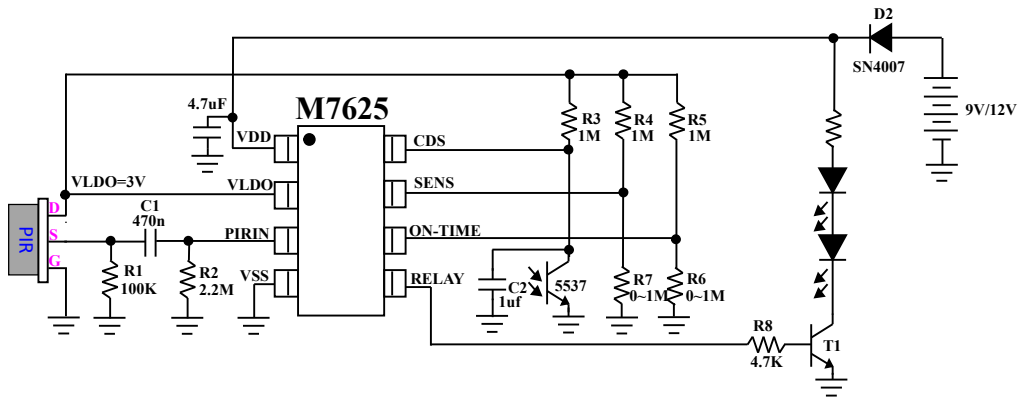 D2
SN4007
9V/12V
4.7uF
M7625
R3
1M
R4
1M
R5
1M
VDD
CDS
VLDO=3V
VLDO
SENS
D
C1
470n
S
PIRIN
ON-TIME
PIR
G
R1
100K
R2
2.2M
VSS
RELAY
C2
1uf
5537
R7
0~1M
R6
0~1M
R8
4.7K
T1